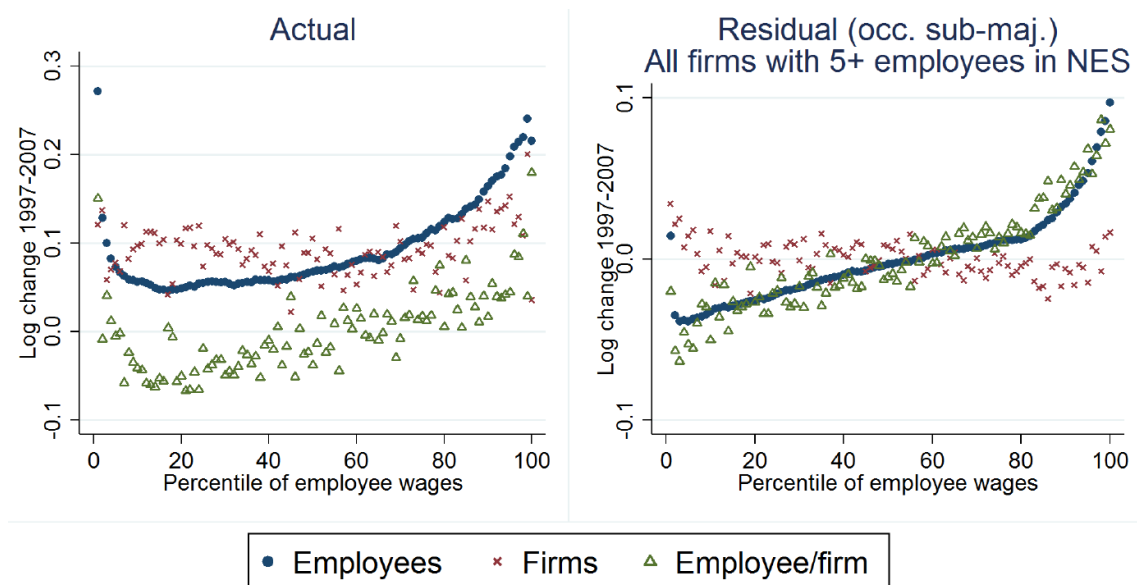 Actual
Log change 1997-2007
0.3
0.2
0.1
0.0
-0.1
0
20
40
60
80
100
Percentile of employee wages
Residual (occ. sub-maj.)
All firms with 5+ employees in NES
Log change 1997-2007
0.1
0.0
-0.1
0
20
40
60
80
100
Percentile of employee wages
Employees
Firms
Employee/firm